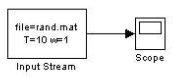 file=rand.mat
T=10 w=1
Input Stream
Scope